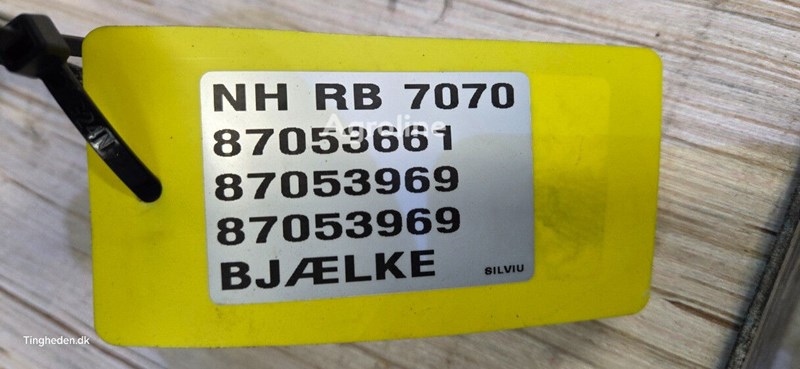 NH RB 7070
Agroline
87053661
87053969
87053969
BJÆLKE
SILVIU
Tingheden.dk